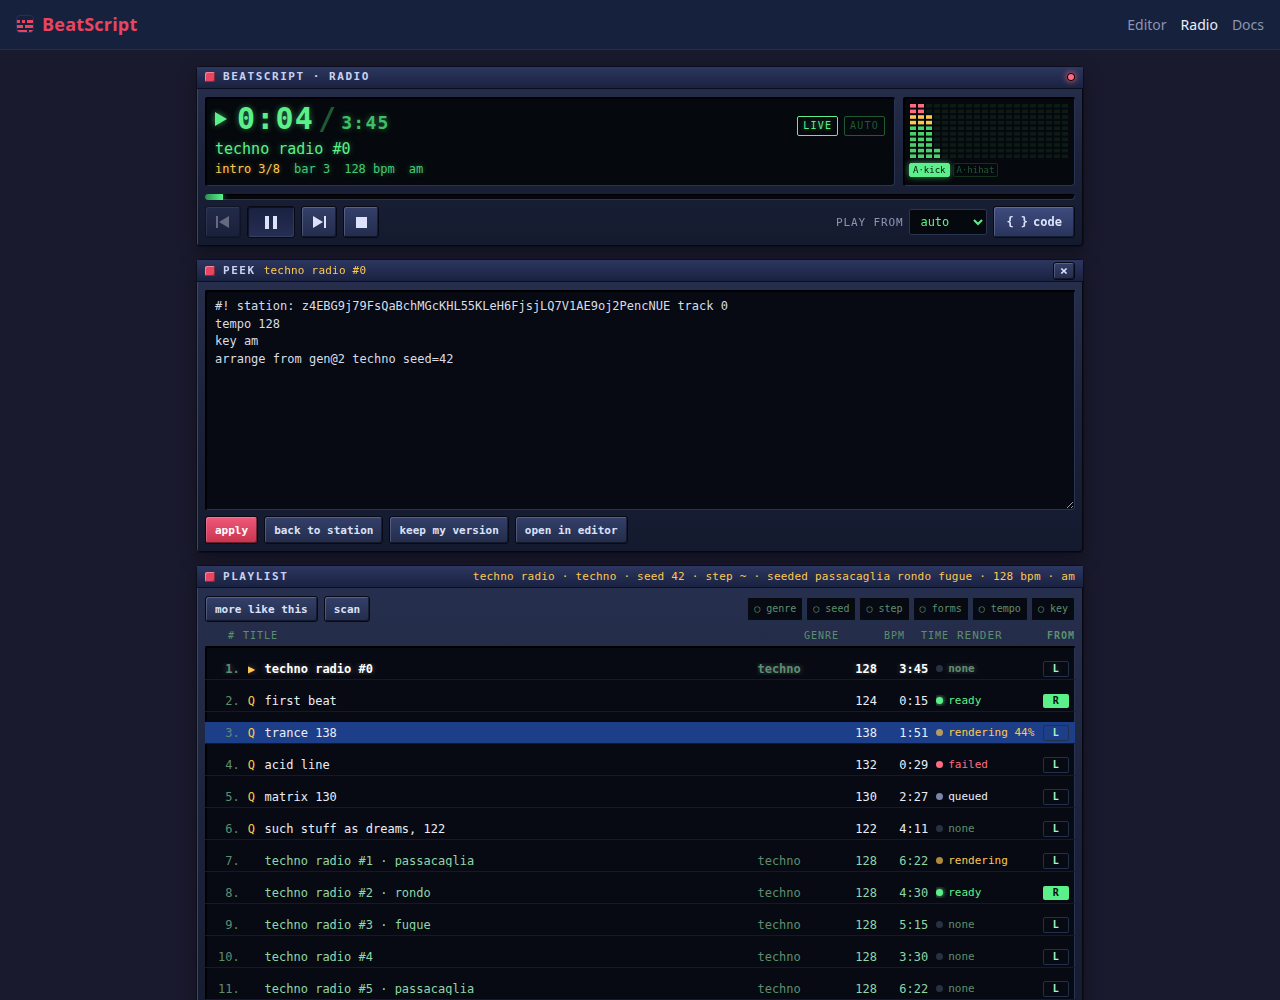 BeatScript
Editor Radio Docs
BEATSCRIPT · RADIO
0:04 / 3:45
LIVE AUTO
techno radio #0
intro 3/8 bar 3 128 bpm am
A·kick A·hihat
PLAY FROM auto { } code
PEEK techno radio #0 ×
#! station: z4EBG9j79FsQaBchMGcKHL55KLeH6FjsjLQ7V1AE9oj2PencNUE track 0
tempo 128
key am
arrange from gen@2 techno seed=42
apply back to station keep my version open in editor
PLAYLIST techno radio · techno · seed 42 · step ~ · seeded passacaglia rondo fugue · 128 bpm · am
more like this scan ○ genre ○ seed ○ step ○ forms ○ tempo ○ key
# TITLE GENRE BPM TIME RENDER FROM
1. ▶ techno radio #0 techno 128 3:45 none L
2. Q first beat 124 0:15 ready R
3. Q trance 138 138 1:51 rendering 44% L
4. Q acid line 132 0:29 failed L
5. Q matrix 130 130 2:27 queued L
6. Q such stuff as dreams, 122 122 4:11 none L
7. techno radio #1 · passacaglia techno 128 6:22 rendering L
8. techno radio #2 · rondo techno 128 4:30 ready R
9. techno radio #3 · fugue techno 128 5:15 none L
10. techno radio #4 techno 128 3:30 none L
11. techno radio #5 · passacaglia techno 128 6:22 none L